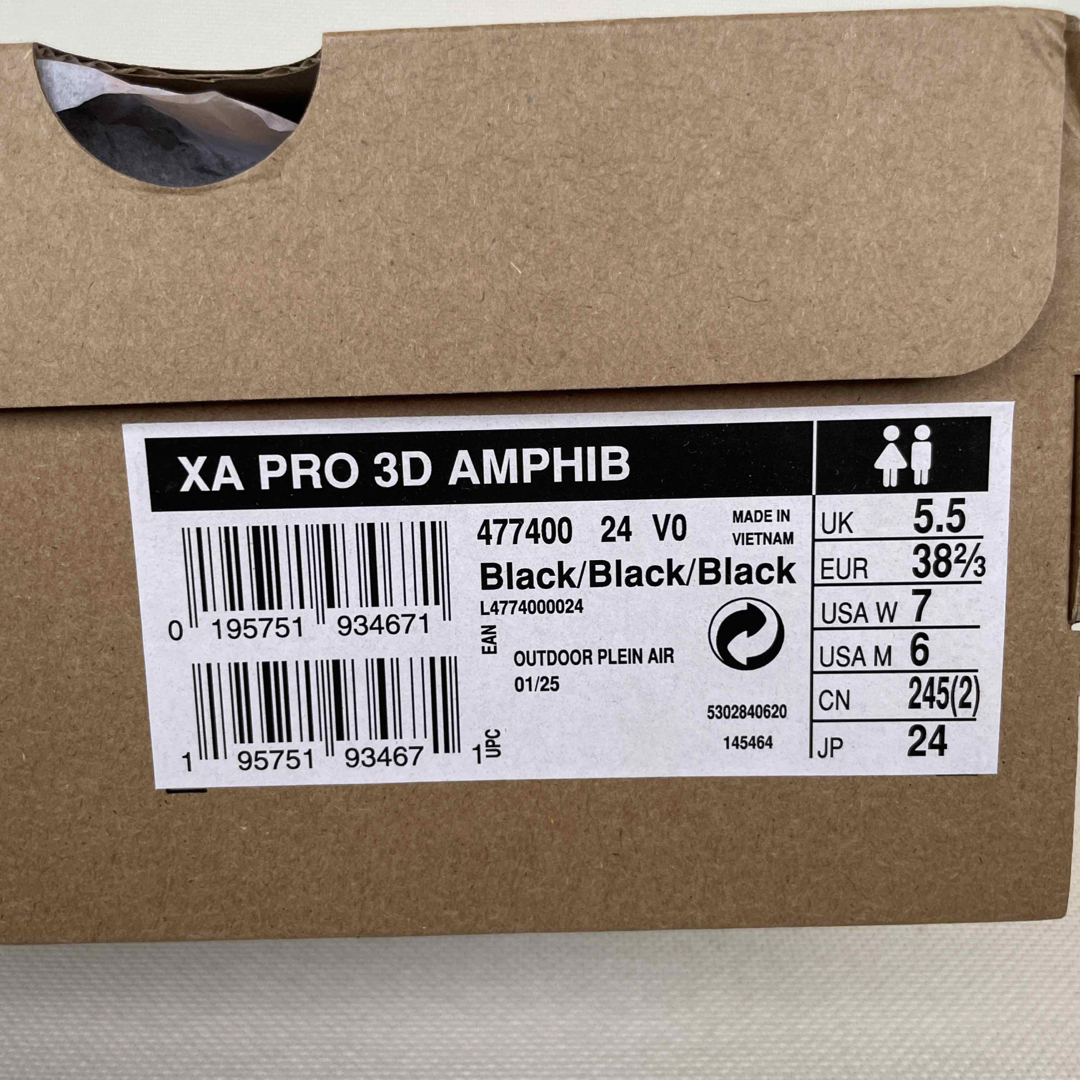 XA PRO 3D AMPHIB
477400 24 V0
MADE IN
VIETNAM
Black/Black/Black
L4774000024
EAN
0 195751 934671
OUTDOOR PLEIN AIR
01/25
5302840620
145464
UPC
1 95751 93467 1
UK 5.5
EUR 38⅔
USA W 7
USA M 6
CN 245(2)
JP 24